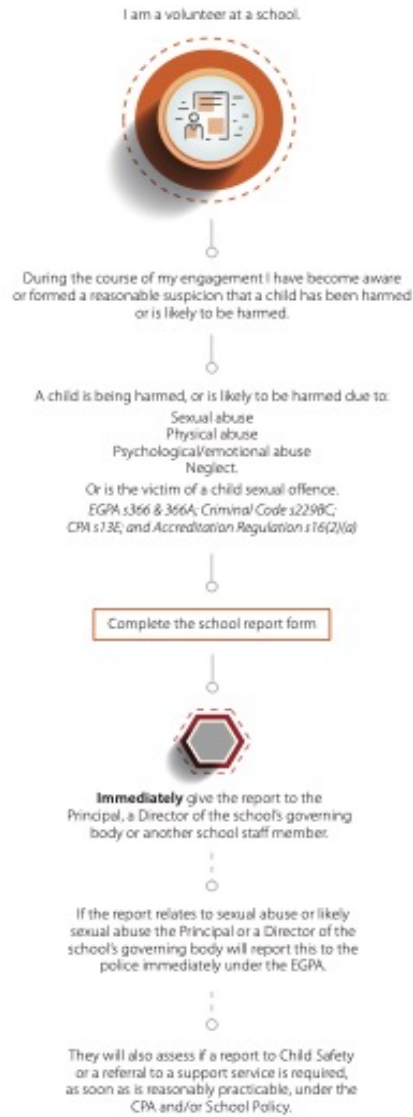 I am a volunteer at a school.
During the course of my engagement I have become aware
or formed a reasonable suspicion that a child has been harmed
or is likely to be harmed.
A child is being harmed, or is likely to be harmed due to:
Sexual abuse
Physical abuse
Psychological/emotional abuse
Neglect.
Or is the victim of a child sexual offence.
EGPA s366 & 366A; Criminal Code s229BC;
CPA s13E; and Accreditation Regulation s16(2)(a)
Complete the school report form
Immediately give the report to the
Principal, a Director of the school's governing
body or another school staff member.
If the report relates to sexual abuse or likely
sexual abuse the Principal or a Director of the
school's governing body will report this to the
police immediately under the EGPA.
They will also assess if a report to Child Safety
or a referral to a support service is required,
as soon as is reasonably practicable, under the
CPA and/or School Policy.